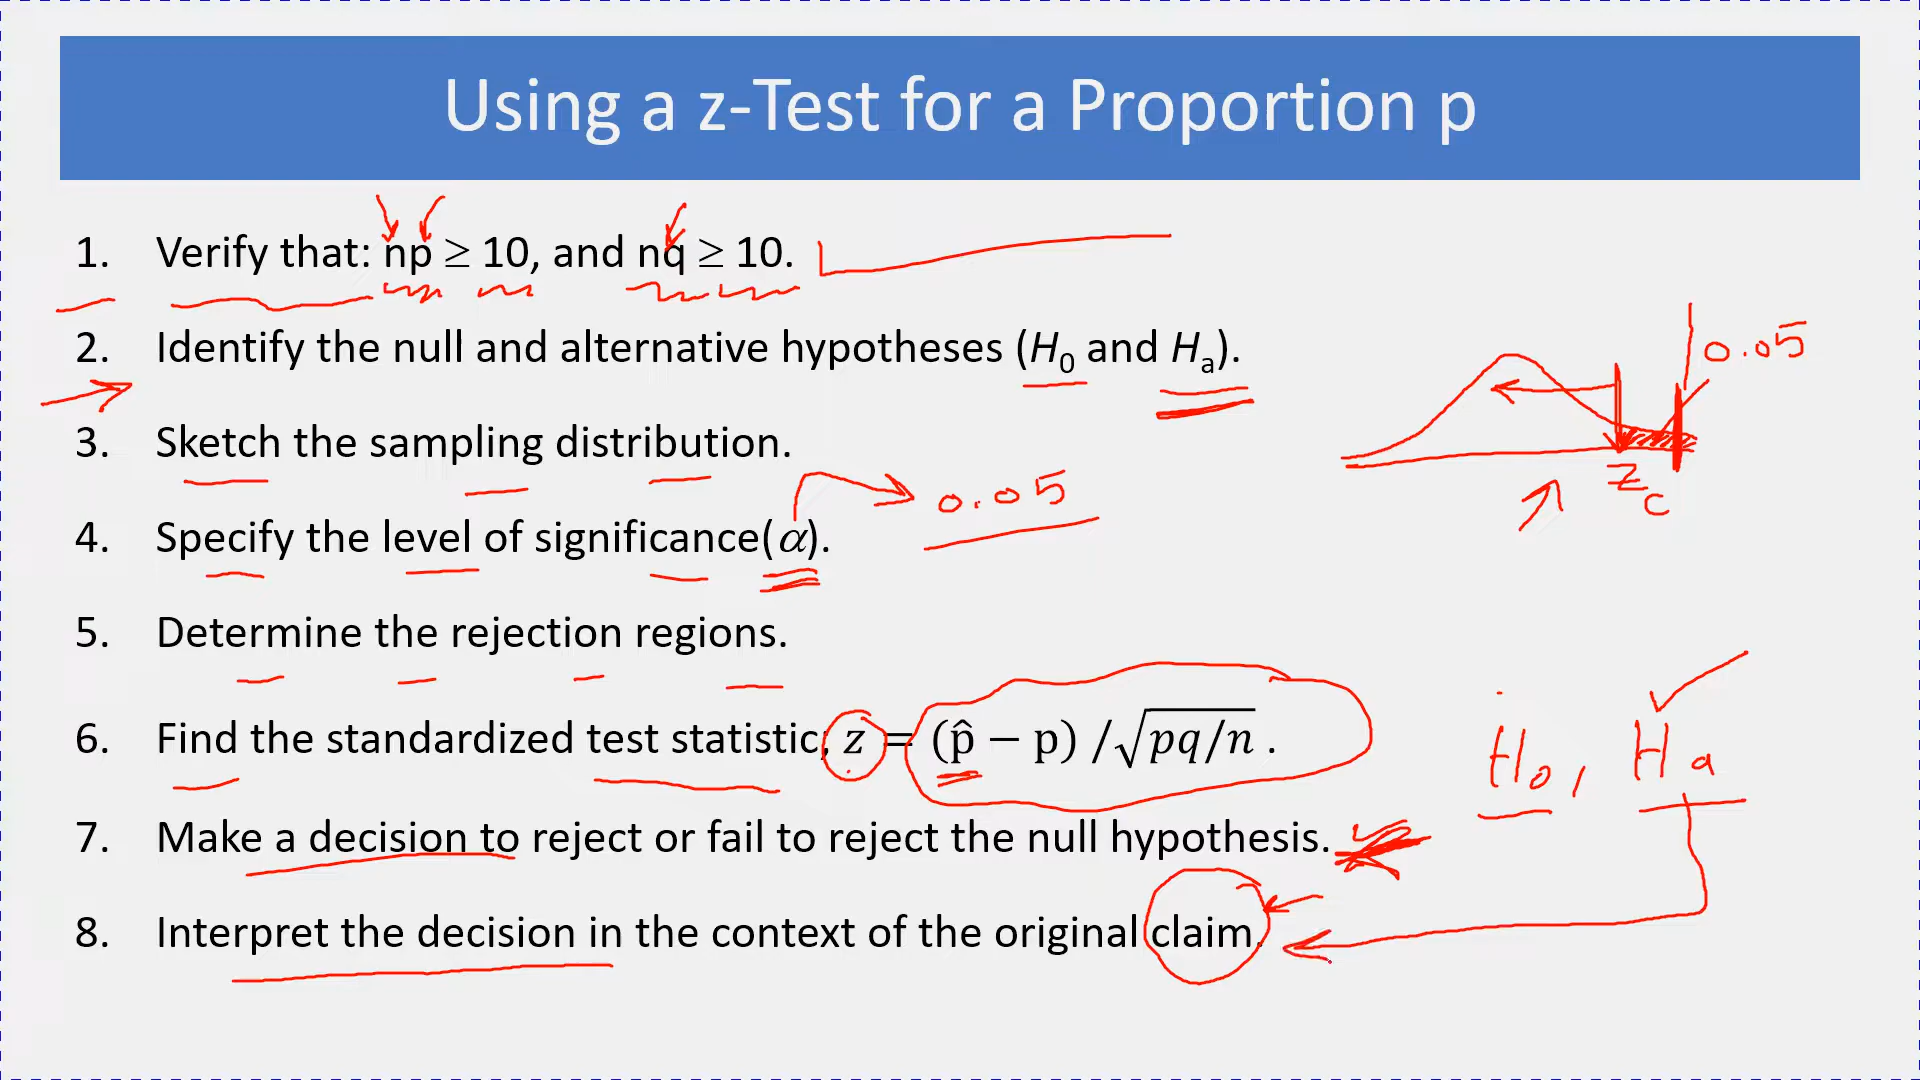 Using a z-Test for a Proportion p
1. Verify that: np ≥ 10, and nq ≥ 10.
2. Identify the null and alternative hypotheses (H₀ and Hₐ).
0.05
3. Sketch the sampling distribution.
Zc
0.05
4. Specify the level of significance(α).
5. Determine the rejection regions.
6. Find the standardized test statistic, z = (p̂ − p) /√pq/n .
H₀, Hₐ
7. Make a decision to reject or fail to reject the null hypothesis.
8. Interpret the decision in the context of the original claim.